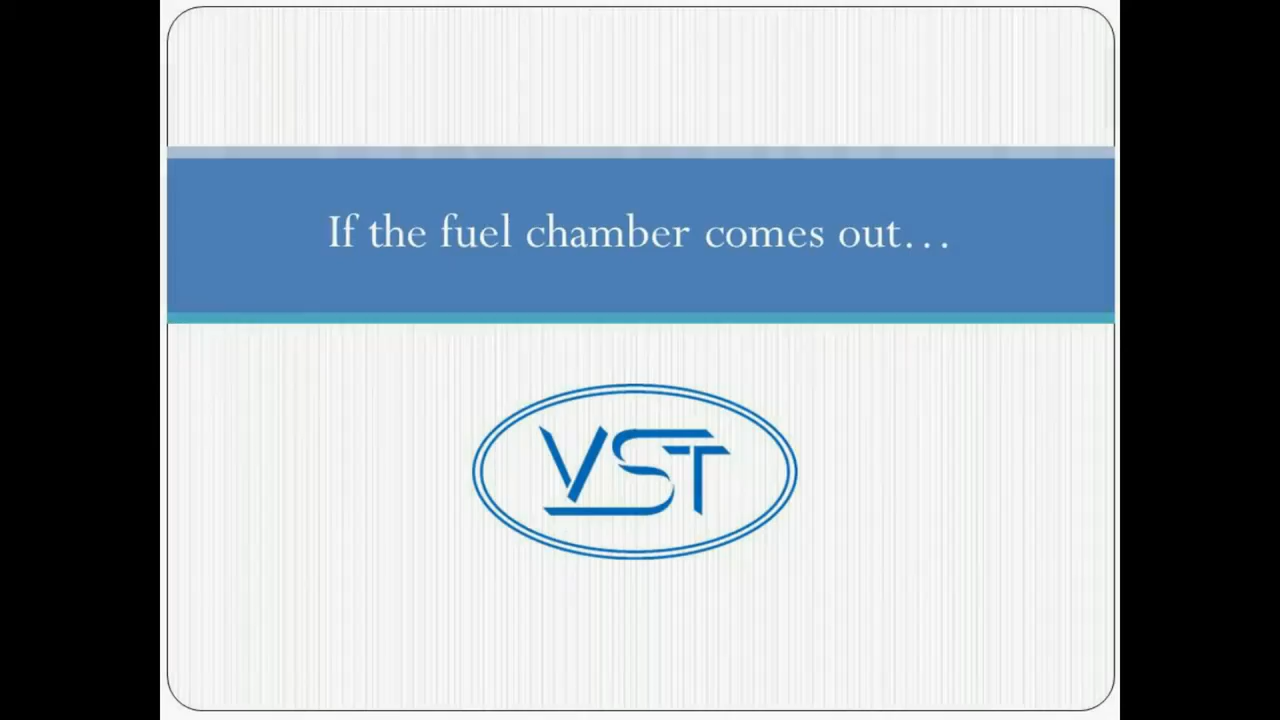 If the fuel chamber comes out…
VST